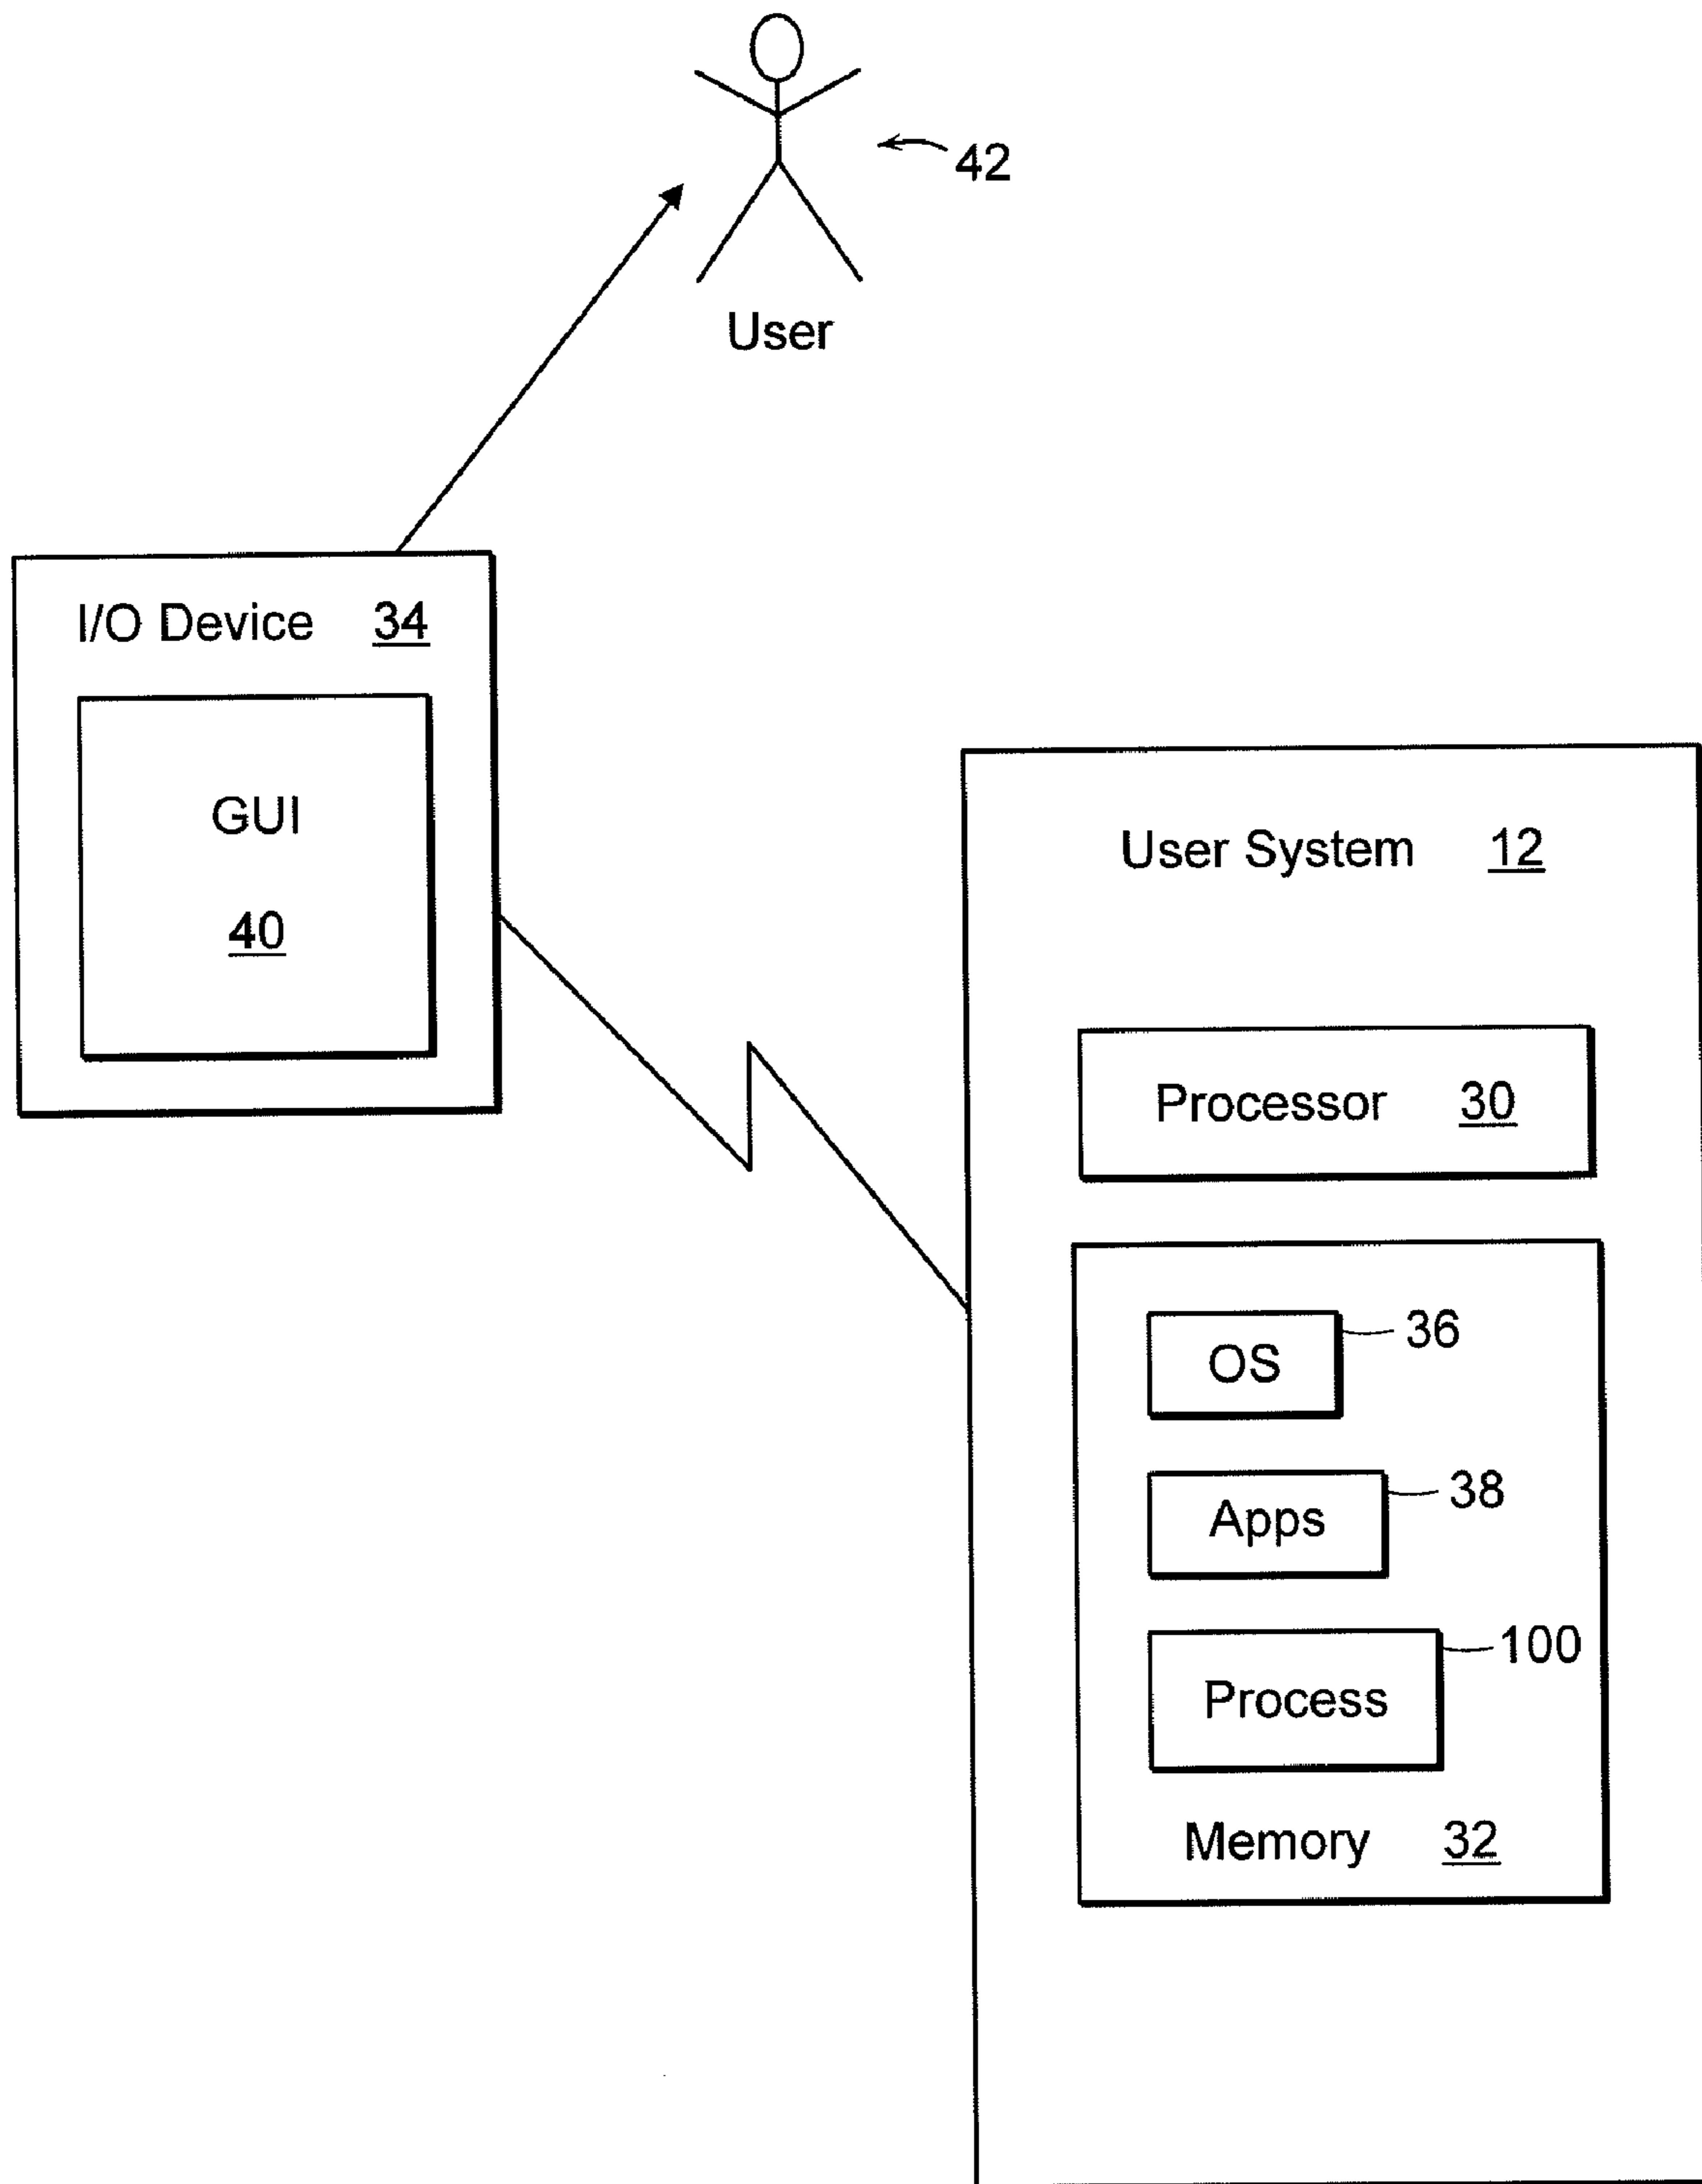 42
User
I/O Device 34
GUI
40
User System 12
Processor 30
OS
36
Apps
38
Process
100
Memory 32